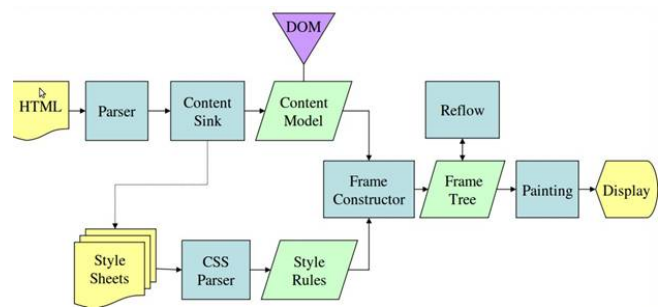 DOM
HTML
Parser
Content
Sink
Content
Model
Reflow
Frame
Constructor
Frame
Tree
Painting
Display
Style
Sheets
CSS
Parser
Style
Rules